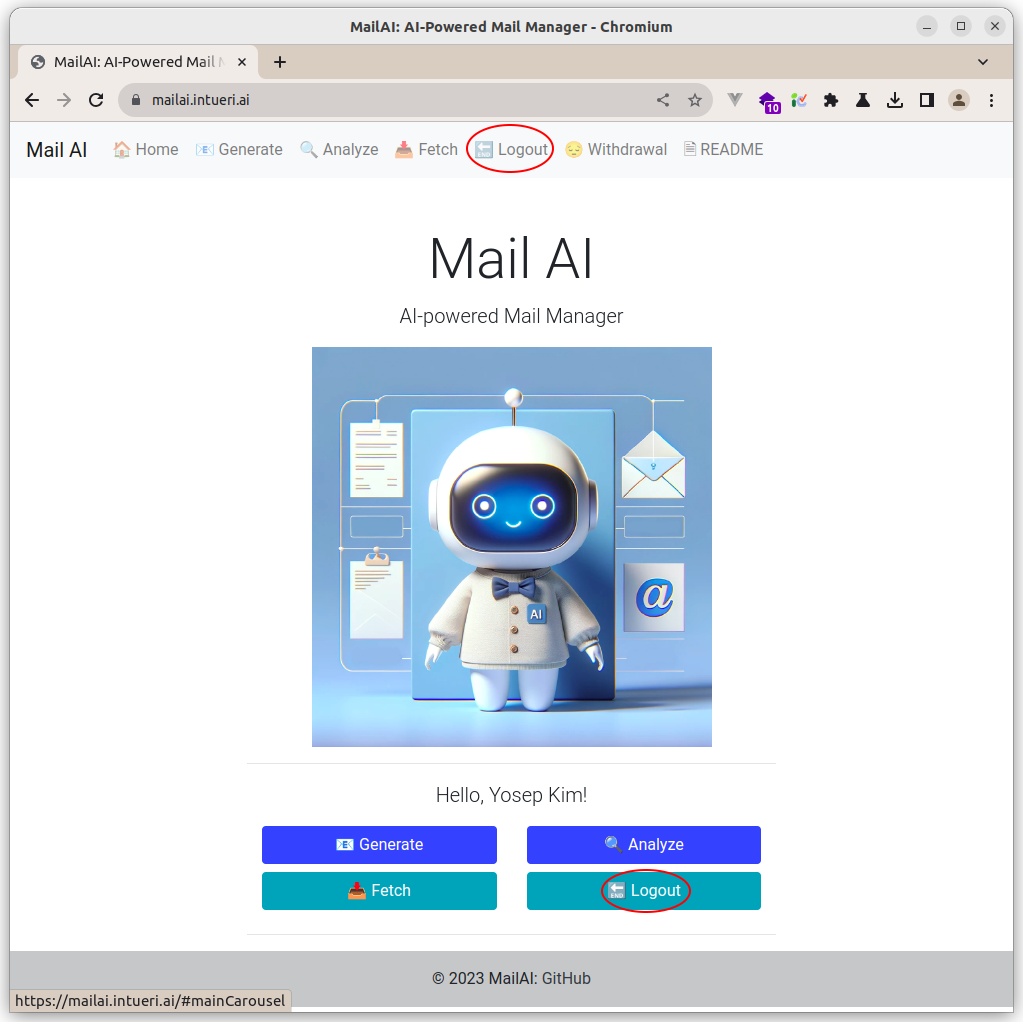 MailAI: AI-Powered Mail Manager - Chromium
MailAI: AI-Powered Mail
mailai.intueri.ai
10
Mail AI 🏠 Home 📧 Generate 🔍 Analyze 📥 Fetch 🔚 Logout 😔 Withdrawal 📄 README
Mail AI
AI-powered Mail Manager
@
AI
Hello, Yosep Kim!
📧 Generate 🔍 Analyze
📥 Fetch 🔚 Logout
© 2023 MailAI: GitHub
https://mailai.intueri.ai/#mainCarousel